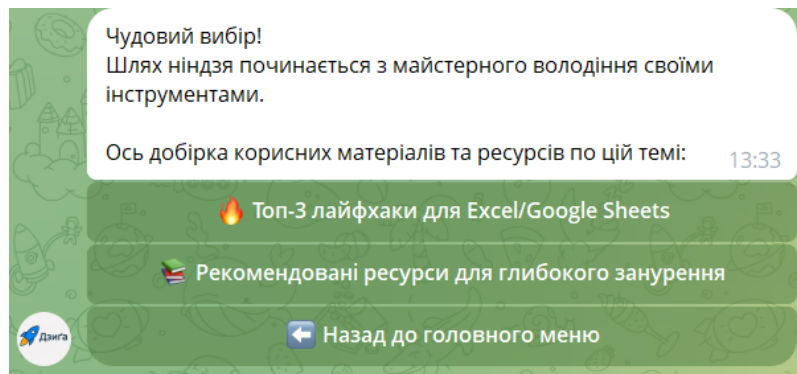 Чудовий вибір!
Шлях ніндзя починається з майстерного володіння своїми
інструментами.
Ось добірка корисних матеріалів та ресурсів по цій темі:
13:33
🔥 Топ-3 лайфхаки для Excel/Google Sheets
📚 Рекомендовані ресурси для глибокого занурення
⬅️ Назад до головного меню
Дзиґа